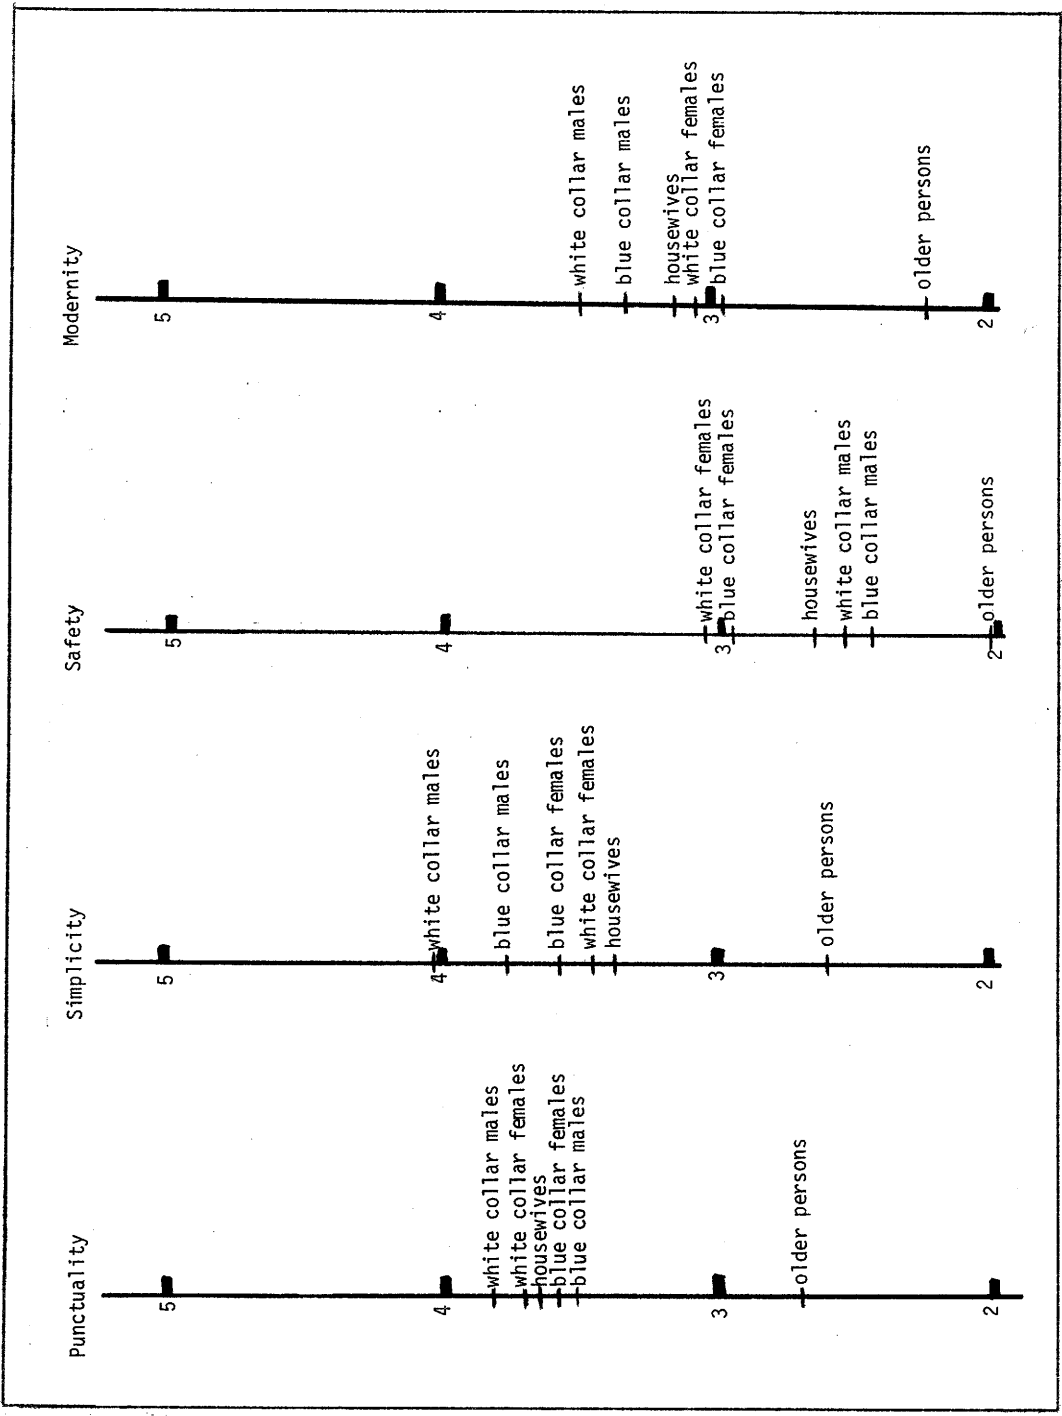 Punctuality
5
4
white collar males
white collar females
housewives
blue collar females
blue collar males
3
older persons
2
Simplicity
5
white collar males
4
blue collar males
blue collar females
white collar females
housewives
3
older persons
2
Safety
5
4
white collar females
3
blue collar females
housewives
white collar males
blue collar males
older persons
2
Modernity
5
4
white collar males
blue collar males
housewives
white collar females
3
blue collar females
older persons
2